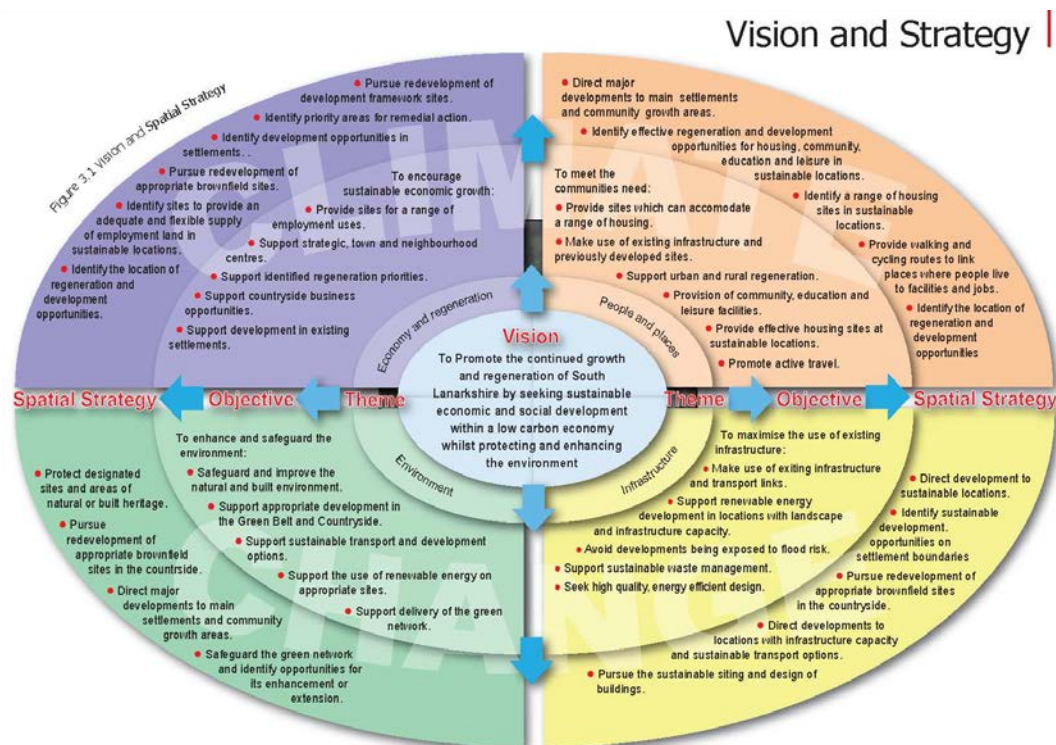 Vision and Strategy
Figure 3.1 Vision and Spatial Strategy
CLIMATE
CHANGE
Pursue redevelopment of
development framework sites.
Identify priority areas for remedial action.
Identify development opportunities in
settlements. .
Pursue redevelopment of
appropriate brownfield sites.
Identify sites to provide an
adequate and flexible supply
of employment land in
sustainable locations.
Identify the location of
regeneration and
development
opportunities.
To encourage
sustainable economic growth:
Provide sites for a range of
employment uses.
Support strategic, town and neighbourhood
centres.
Support identified regeneration priorities.
Support countryside business
opportunities.
Support development in existing
settlements.
Economy and regeneration
Direct major
developments to main settlements
and community growth areas.
Identify effective regeneration and development
opportunities for housing, community,
education and leisure in
sustainable locations.
Identify a range of housing
sites in sustainable
locations.
Provide walking and
cycling routes to link
places where people live
to facilities and jobs.
Identify the location of
regeneration and
development
opportunities
To meet the
communities need:
Provide sites which can accomodate
a range of housing.
Make use of existing infrastructure and
previously developed sites.
Support urban and rural regeneration.
Provision of community, education and
leisure facilities.
Provide effective housing sites at
sustainable locations.
Promote active travel.
People and places
Vision
To Promote the continued growth
and regeneration of South
Lanarkshire by seeking sustainable
economic and social development
within a low carbon economy
whilst protecting and enhancing
the environment
Spatial Strategy Objective Theme
Theme Objective Spatial Strategy
Environment
To enhance and safeguard the
environment:
Safeguard and improve the
natural and built environment.
Support appropriate development in
the Green Belt and Countryside.
Support sustainable transport and development
options.
Support the use of renewable energy on
appropriate sites.
Support delivery of the green
network.
Protect designated
sites and areas of
natural or built heritage.
Pursue
redevelopment of
appropriate brownfield
sites in the countrside.
Direct major
developments to main
settlements and community
growth areas.
Safeguard the green network
and identify opportunities for
its enhancement or
extension.
Infrastructure
To maximise the use of existing
infrastructure:
Make use of exiting infrastructure
and transport links.
Support renewable energy
development in locations with landscape
and infrastructure capacity.
Avoid developments being exposed to flood risk.
Support sustainable waste management.
Seek high quality, energy efficient design.
Direct development to
sustainable locations.
Identify sustainable
development,
opportunities on
settlement boundaries
Pursue redevelopment of
appropriate brownfield sites
in the countryside.
Direct developments to
locations with infrastructure capacity
and sustainable transport options.
Pursue the sustainable siting and design of
buildings.